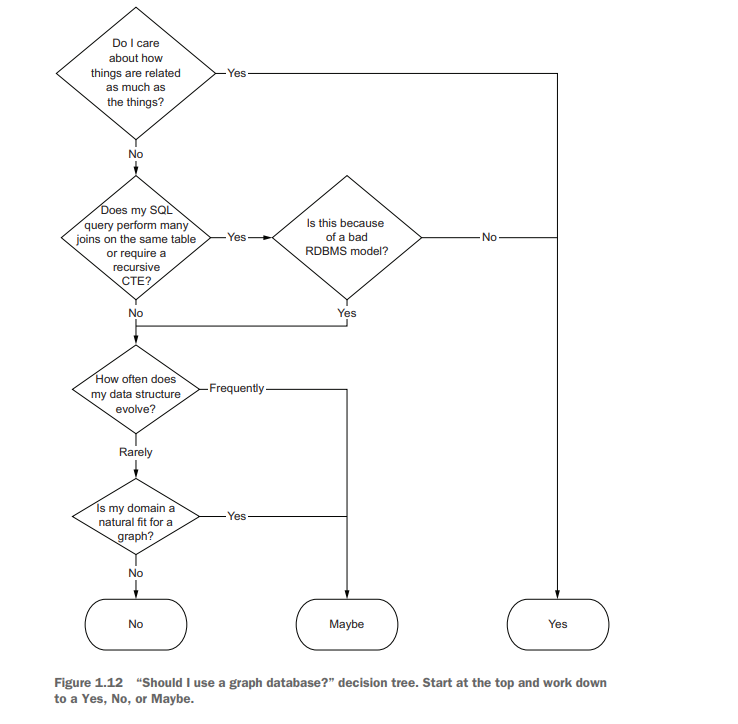 Do I care
about how
things are related
as much as
the things?
Yes
No
Does my SQL
query perform many
joins on the same table
or require a
recursive
CTE?
Yes
Is this because
of a bad
RDBMS model?
No
No
Yes
How often does
my data structure
evolve?
Frequently
Rarely
Is my domain a
natural fit for a
graph?
Yes
No
No
Maybe
Yes
Figure 1.12 “Should I use a graph database?” decision tree. Start at the top and work down
to a Yes, No, or Maybe.